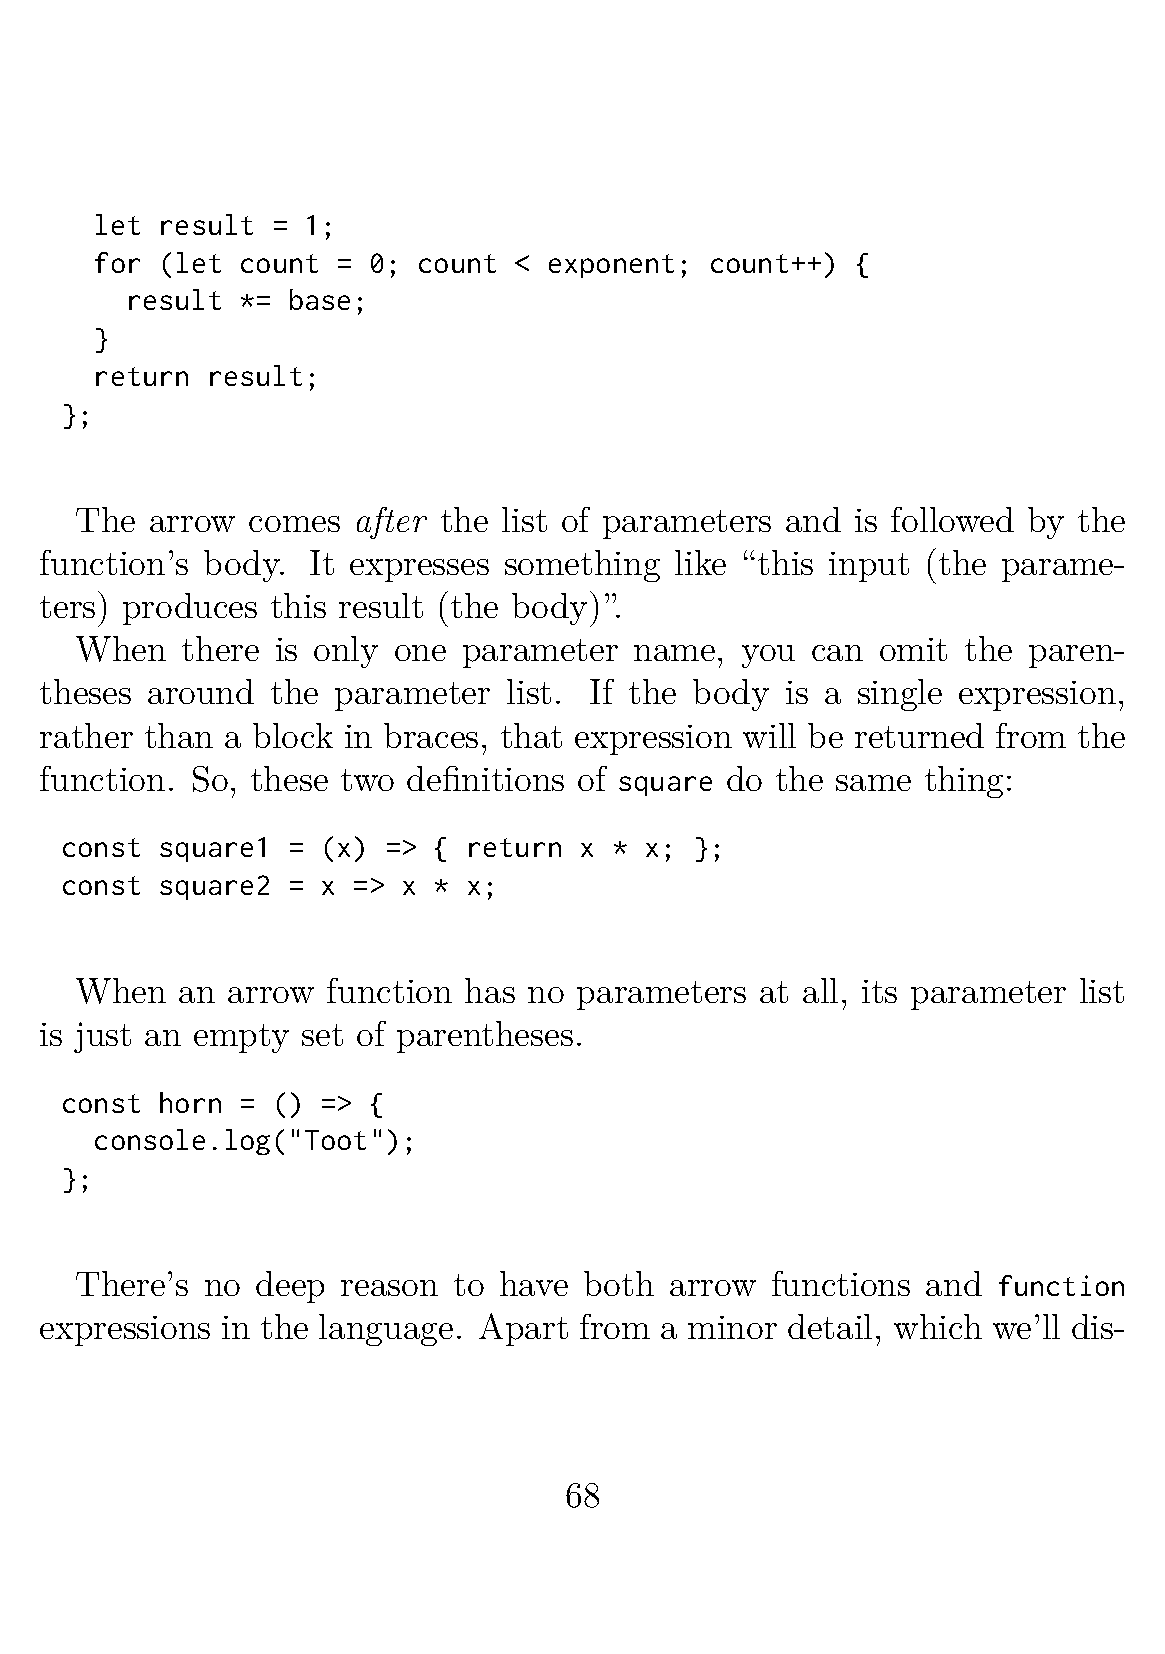 let result = 1;
for (let count = 0; count < exponent; count++) {
result *= base;
}
return result;
};
The arrow comes after the list of parameters and is followed by the
function’s body. It expresses something like “this input (the parame-
ters) produces this result (the body)”.
When there is only one parameter name, you can omit the paren-
theses around the parameter list. If the body is a single expression,
rather than a block in braces, that expression will be returned from the
function. So, these two definitions of square do the same thing:
const square1 = (x) => { return x * x; };
const square2 = x => x * x;
When an arrow function has no parameters at all, its parameter list
is just an empty set of parentheses.
const horn = () => {
console.log("Toot");
};
There’s no deep reason to have both arrow functions and function
expressions in the language. Apart from a minor detail, which we’ll dis-
68